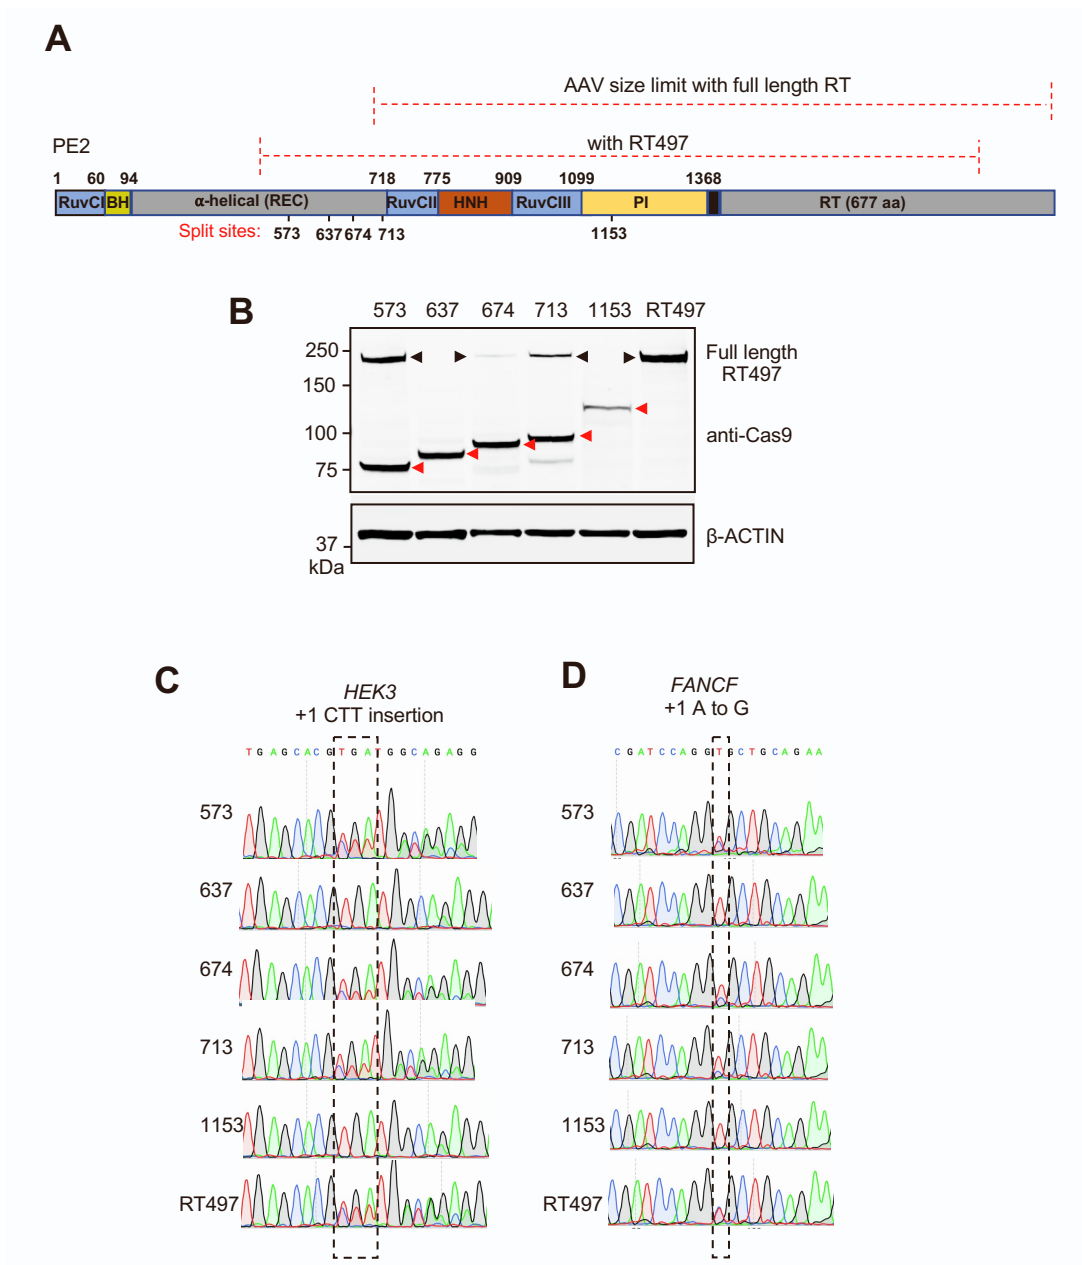 A
AAV size limit with full length RT
PE2
with RT497
1 60 94 718 775 909 1099 1368
RuvCI BH α-helical (REC) RuvCII HNH RuvCIII PI RT (677 aa)
Split sites: 573 637 674 713 1153
B
573 637 674 713 1153 RT497
250
150
100
75
Full length
RT497
anti-Cas9
37
kDa
β-ACTIN
C
HEK3
+1 CTT insertion
T G A G C A C G T G A T G G C A G A G G
573
637
674
713
1153
RT497
D
FANCF
+1 A to G
C G A T C C A G G T G C T G C A G A A
573
637
674
713
1153
RT497